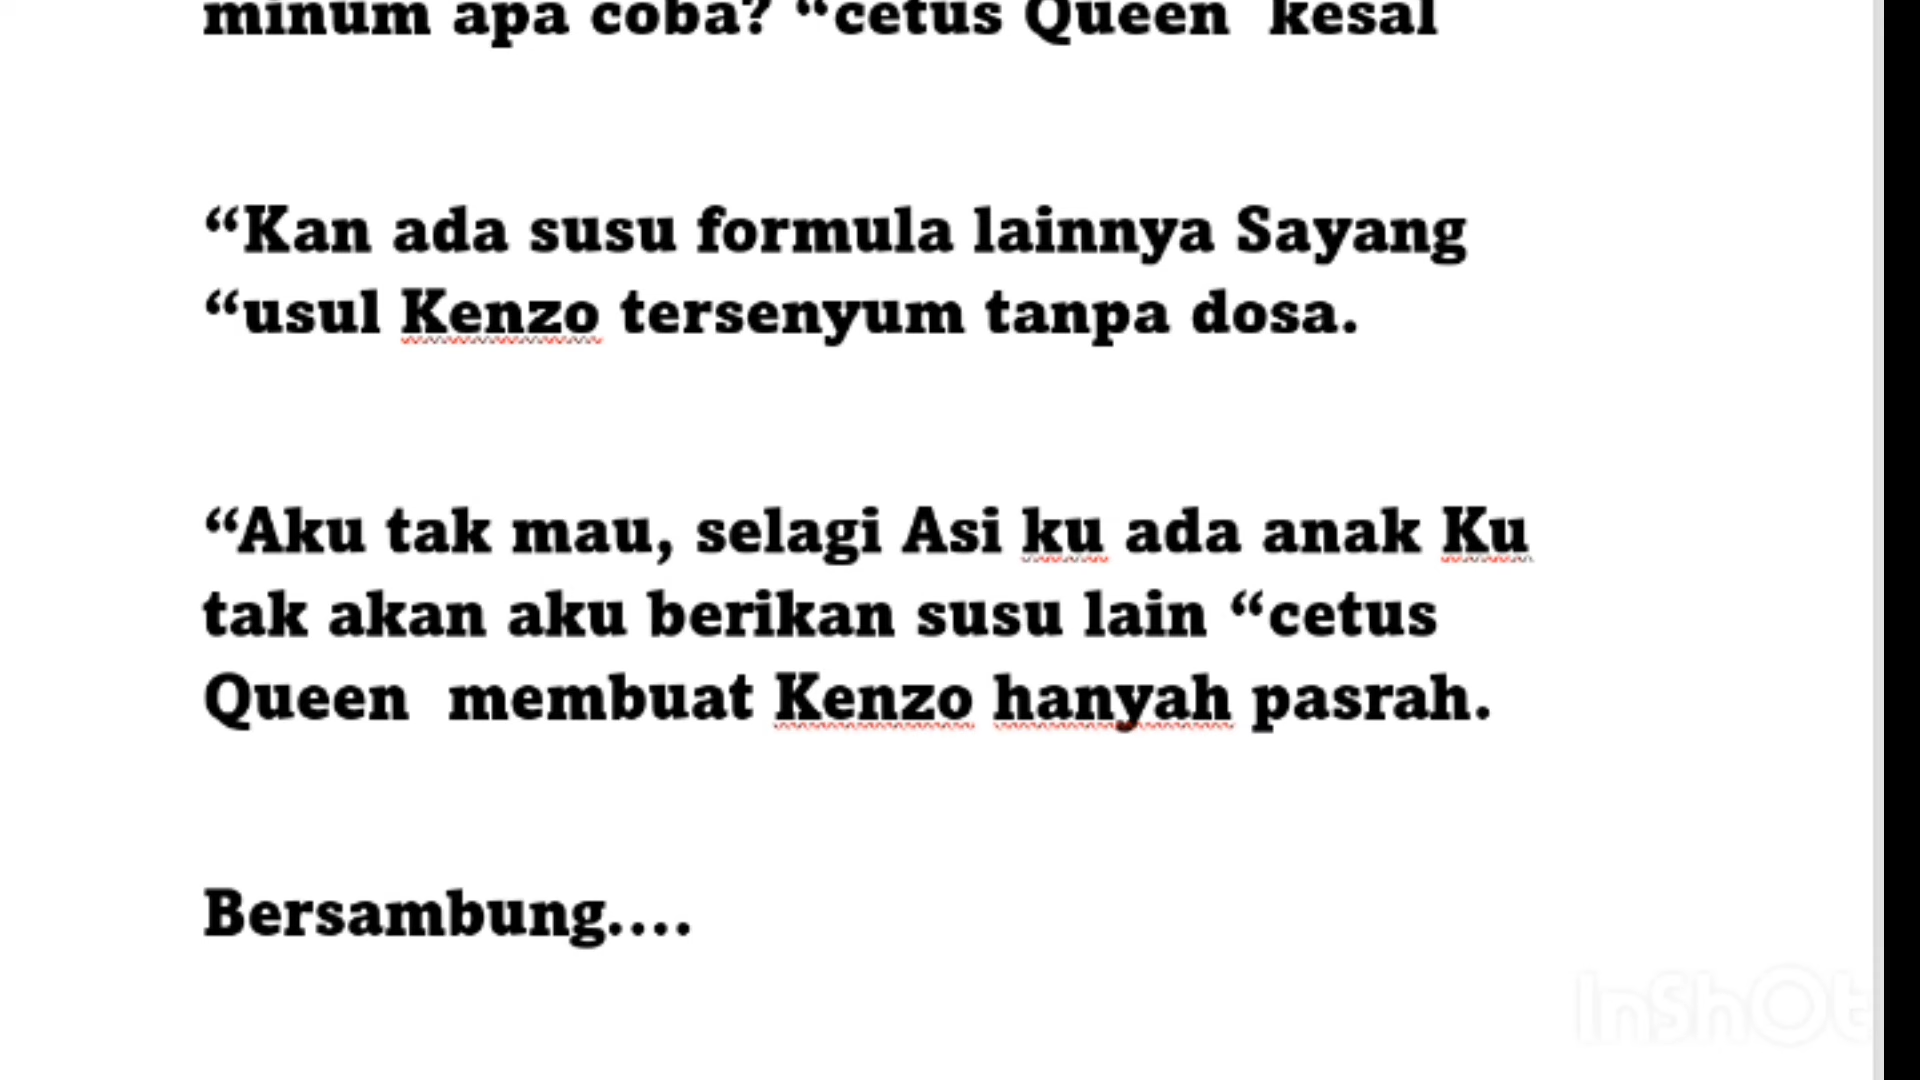 minum apa coba? “cetus Queen  kesal
“Kan ada susu formula lainnya Sayang
“usul Kenzo tersenyum tanpa dosa.
“Aku tak mau, selagi Asi ku ada anak Ku
tak akan aku berikan susu lain “cetus
Queen  membuat Kenzo hanyah pasrah.
Bersambung....
InShOt